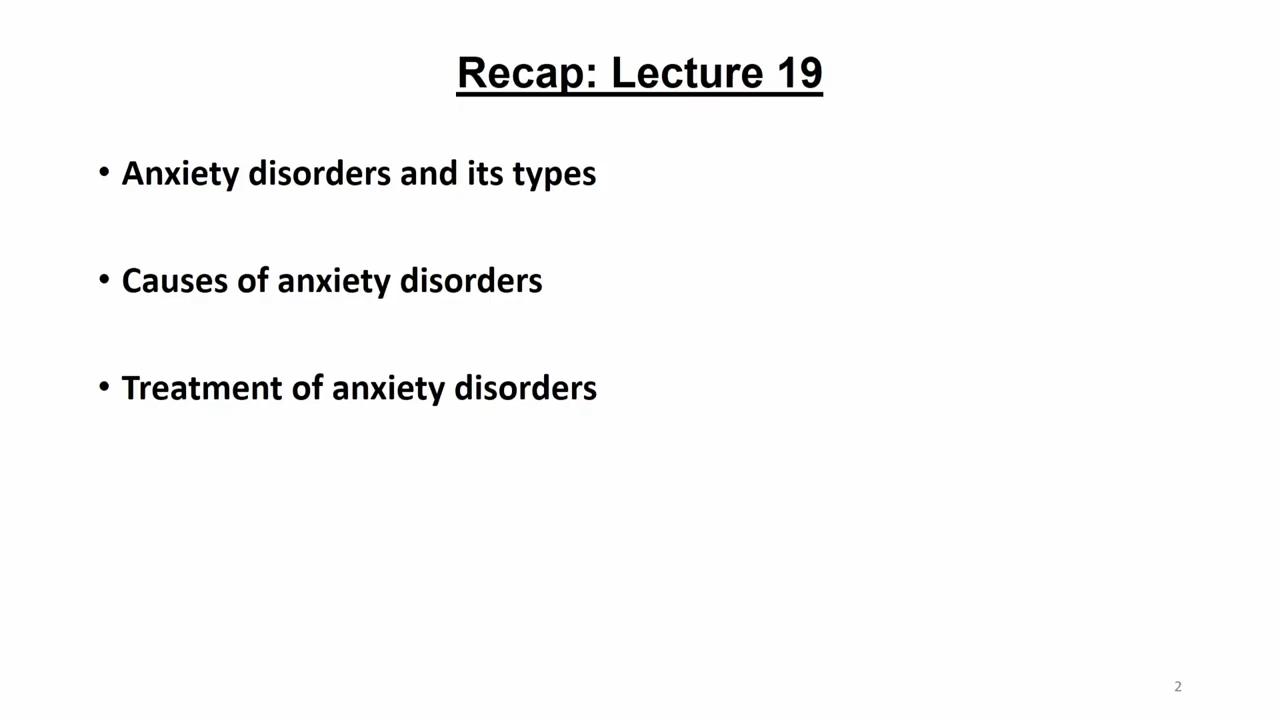 Recap: Lecture 19
• Anxiety disorders and its types
• Causes of anxiety disorders
• Treatment of anxiety disorders
2